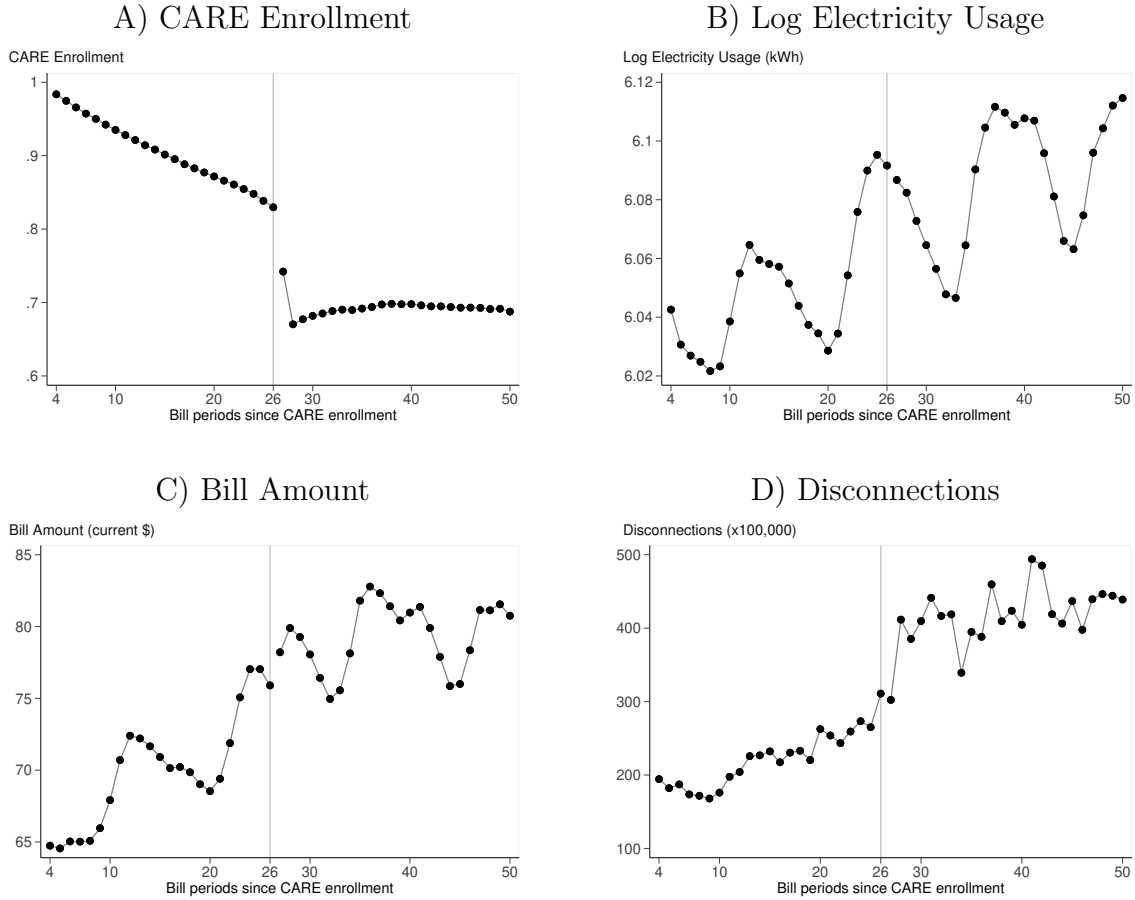 A) CARE Enrollment
CARE Enrollment
1
.9
.8
.7
.6
4 10 20 26 30 40 50
Bill periods since CARE enrollment
B) Log Electricity Usage
Log Electricity Usage (kWh)
6.12
6.1
6.08
6.06
6.04
6.02
4 10 20 26 30 40 50
Bill periods since CARE enrollment
C) Bill Amount
Bill Amount (current $)
85
80
75
70
65
4 10 20 26 30 40 50
Bill periods since CARE enrollment
D) Disconnections
Disconnections (x100,000)
500
400
300
200
100
4 10 20 26 30 40 50
Bill periods since CARE enrollment